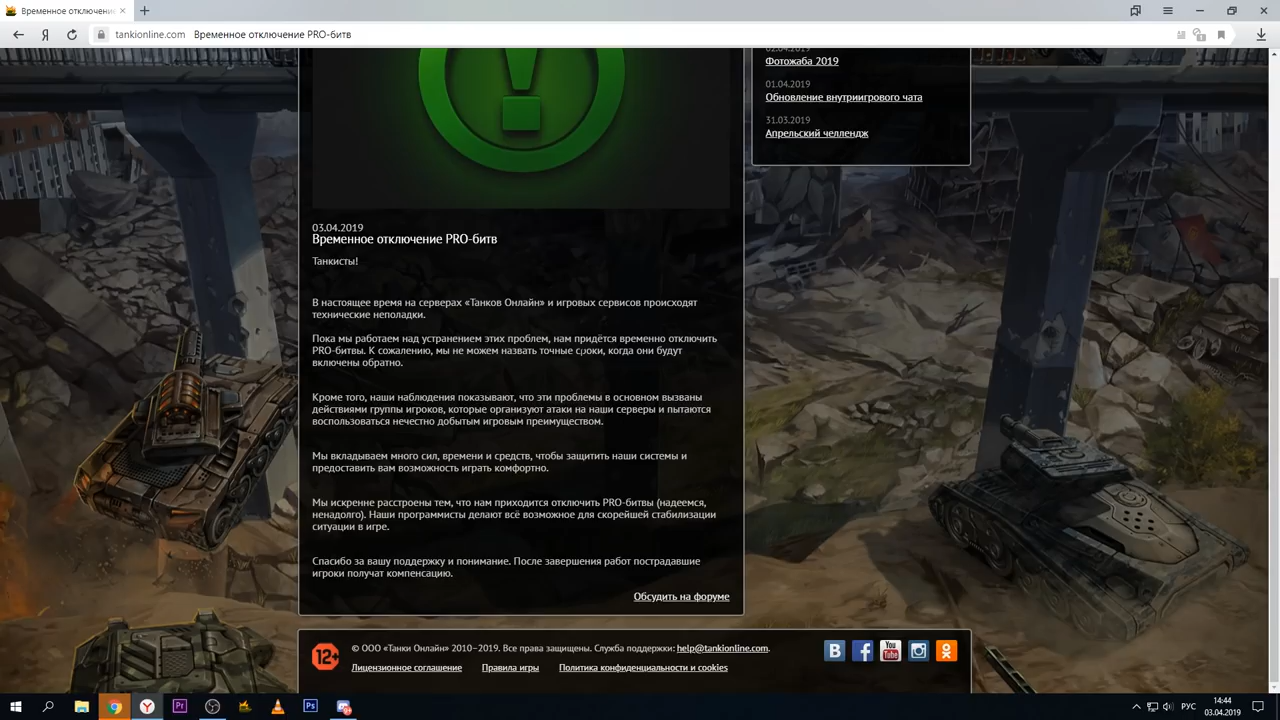 Временное отключени
tankionline.com Временное отключение PRO-битв
02.04.2019
Фотожаба 2019
01.04.2019
Обновление внутриигрового чата
31.03.2019
Апрельский челлендж
03.04.2019
Временное отключение PRO-битв
Танкисты!
В настоящее время на серверах «Танков Онлайн» и игровых сервисов происходят
технические неполадки.
Пока мы работаем над устранением этих проблем, нам придётся временно отключить
PRO-битвы. К сожалению, мы не можем назвать точные сроки, когда они будут
включены обратно.
Кроме того, наши наблюдения показывают, что эти проблемы в основном вызваны
действиями группы игроков, которые организуют атаки на наши серверы и пытаются
воспользоваться нечестно добытым игровым преимуществом.
Мы вкладываем много сил, времени и средств, чтобы защитить наши системы и
предоставить вам возможность играть комфортно.
Мы искренне расстроены тем, что нам приходится отключить PRO-битвы (надеемся,
ненадолго). Наши программисты делают всё возможное для скорейшей стабилизации
ситуации в игре.
Спасибо за вашу поддержку и понимание. После завершения работ пострадавшие
игроки получат компенсацию.
Обсудить на форуме
12+
© ООО «Танки Онлайн» 2010–2019. Все права защищены. Служба поддержки: help@tankionline.com.
Лицензионное соглашение Правила игры Политика конфиденциальности и cookies
You Tube
Pr
Ps
РУС
14:44
03.04.2019